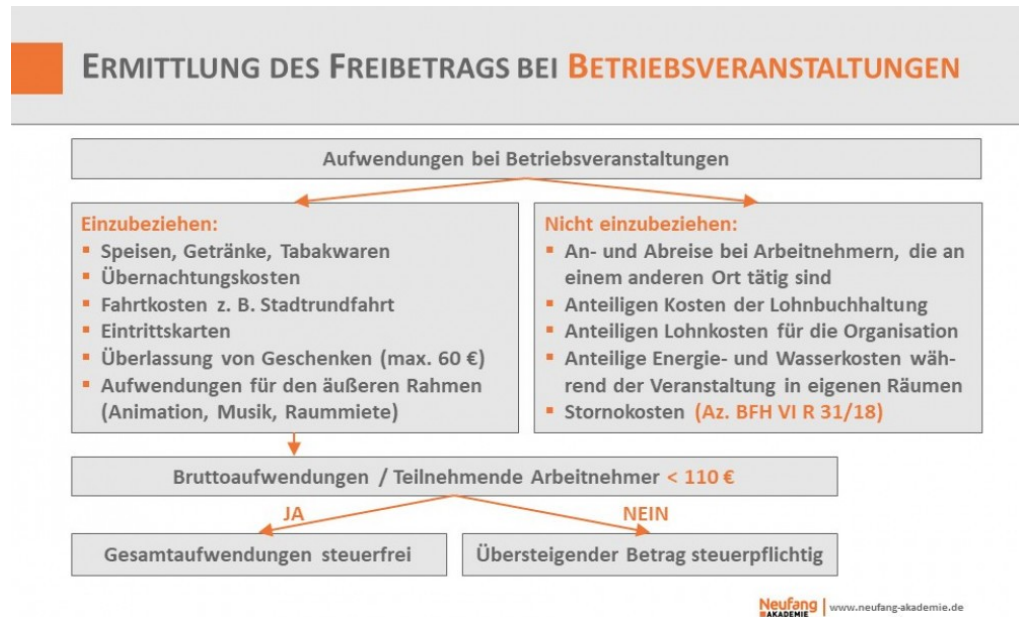 ERMITTLUNG DES FREIBETRAGS BEI BETRIEBSVERANSTALTUNGEN
Aufwendungen bei Betriebsveranstaltungen
Einzubeziehen:
▪ Speisen, Getränke, Tabakwaren
▪ Übernachtungskosten
▪ Fahrtkosten z. B. Stadtrundfahrt
▪ Eintrittskarten
▪ Überlassung von Geschenken (max. 60 €)
▪ Aufwendungen für den äußeren Rahmen
(Animation, Musik, Raummiete)
Nicht einzubeziehen:
▪ An- und Abreise bei Arbeitnehmern, die an
einem anderen Ort tätig sind
▪ Anteiligen Kosten der Lohnbuchhaltung
▪ Anteiligen Lohnkosten für die Organisation
▪ Anteilige Energie- und Wasserkosten wäh-
rend der Veranstaltung in eigenen Räumen
▪ Stornokosten (Az. BFH VI R 31/18)
Bruttoaufwendungen / Teilnehmende Arbeitnehmer < 110 €
JA
NEIN
Gesamtaufwendungen steuerfrei
Übersteigender Betrag steuerpflichtig
Neufang
AKADEMIE
www.neufang-akademie.de